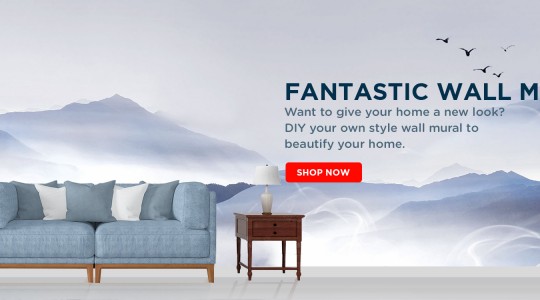 FANTASTIC WALL M
Want to give your home a new look?
DIY your own style wall mural to
beautify your home.
SHOP NOW